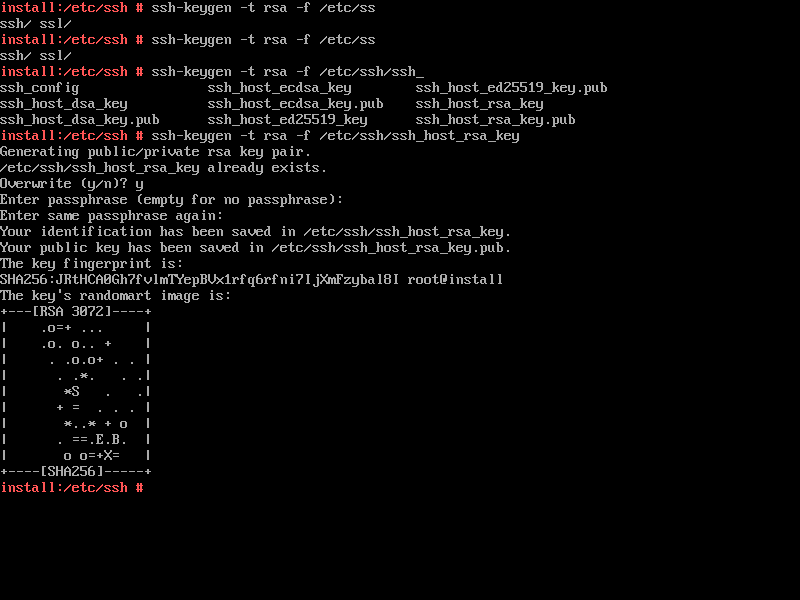 install:/etc/ssh # ssh-keygen -t rsa -f /etc/ss
ssh/ ssl/
install:/etc/ssh # ssh-keygen -t rsa -f /etc/ss
ssh/ ssl/
install:/etc/ssh # ssh-keygen -t rsa -f /etc/ssh/ssh_
ssh_config                ssh_host_ecdsa_key        ssh_host_ed25519_key.pub
ssh_host_dsa_key          ssh_host_ecdsa_key.pub    ssh_host_rsa_key
ssh_host_dsa_key.pub      ssh_host_ed25519_key      ssh_host_rsa_key.pub
install:/etc/ssh # ssh-keygen -t rsa -f /etc/ssh/ssh_host_rsa_key
Generating public/private rsa key pair.
/etc/ssh/ssh_host_rsa_key already exists.
Overwrite (y/n)? y
Enter passphrase (empty for no passphrase):
Enter same passphrase again:
Your identification has been saved in /etc/ssh/ssh_host_rsa_key.
Your public key has been saved in /etc/ssh/ssh_host_rsa_key.pub.
The key fingerprint is:
SHA256:JRtHCA0Gh7fvlmTYepBVx1rfq6rfni7IjXmFzybal8I root@install
The key's randomart image is:
+---[RSA 3072]----+
|    .o=+ ...     |
|    .o. o.. +    |
|     . .o.o+ . . |
|      . .*.   . .|
|       *S   .   .|
|      + =  . . . |
|       *..* + o  |
|      . ==.E.B.  |
|       o o=+X=   |
+----[SHA256]-----+
install:/etc/ssh #